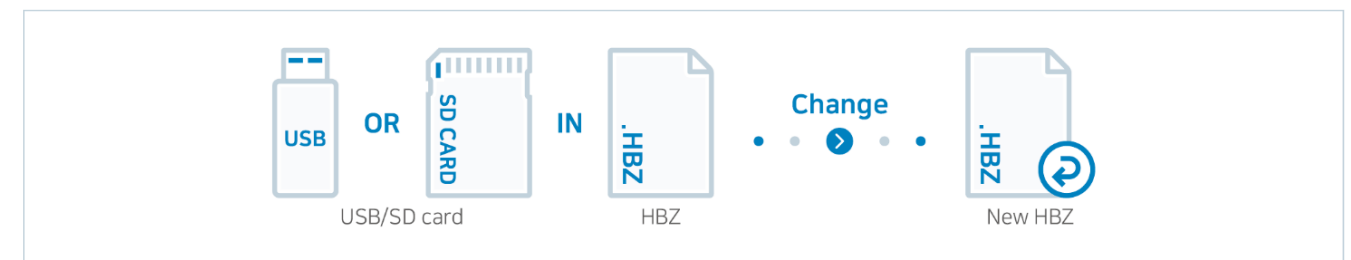 USB
OR
SD CARD
IN
.HBZ
Change
.HBZ
USB/SD card
HBZ
New HBZ